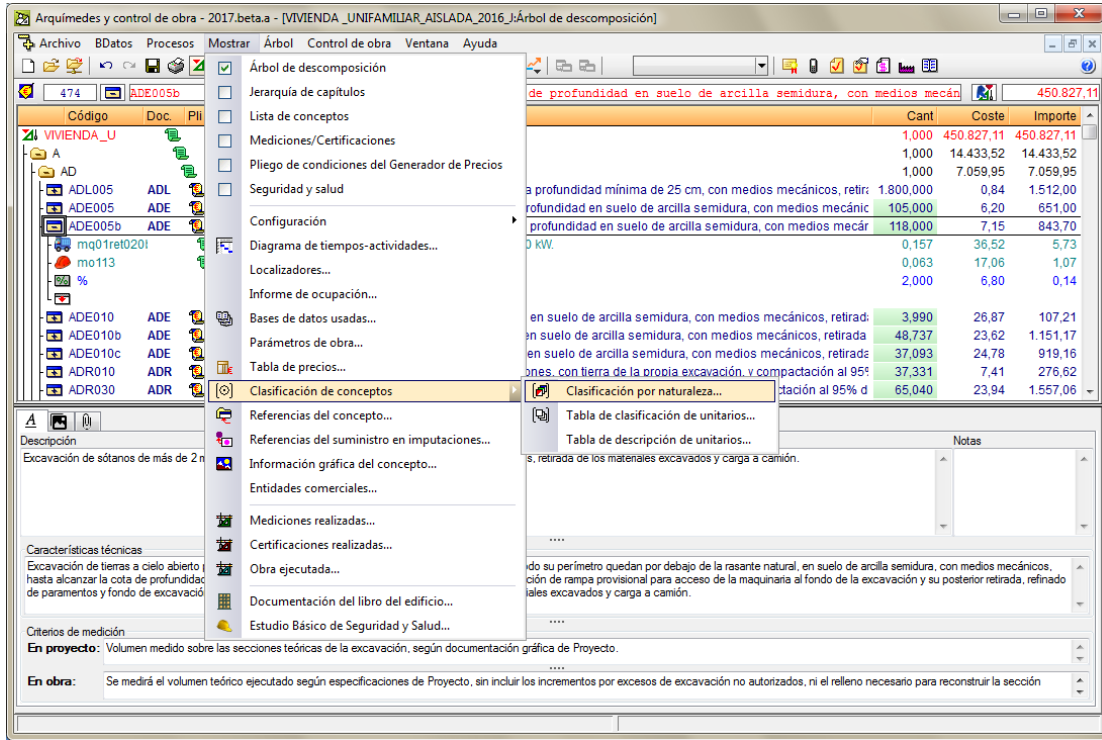 Arquímedes y control de obra - 2017.beta.a - [VIVIENDA _UNIFAMILIAR_AISLADA_2016_J:Árbol de descomposición]
Archivo BDatos Procesos Mostrar Árbol Control de obra Ventana Ayuda
474 ADE005b de profundidad en suelo de arcilla semidura, con medios mecán 450.827,11
Código Doc. Pli Cant Coste Importe
VIVIENDA_U 1,000 450.827,11 450.827,11
A 1,000 14.433,52 14.433,52
AD 1,000 7.059,95 7.059,95
ADL005 ADL a profundidad mínima de 25 cm, con medios mecánicos, retira 1.800,000 0,84 1.512,00
ADE005 ADE rofundidad en suelo de arcilla semidura, con medios mecánic 105,000 6,20 651,00
ADE005b ADE profundidad en suelo de arcilla semidura, con medios mecár 118,000 7,15 843,70
mq01ret020l 0 kW. 0,157 36,52 5,73
mo113 0,063 17,06 1,07
% % 2,000 6,80 0,14
ADE010 ADE en suelo de arcilla semidura, con medios mecánicos, retirada 3,990 26,87 107,21
ADE010b ADE en suelo de arcilla semidura, con medios mecánicos, retirada 48,737 23,62 1.151,17
ADE010c ADE en suelo de arcilla semidura, con medios mecánicos, retirada 37,093 24,78 919,16
ADR010 ADR ones, con tierra de la propia excavación, y compactación al 95% 37,331 7,41 276,62
ADR030 ADR ctación al 95% d 65,040 23,94 1.557,06
Árbol de descomposición
Jerarquía de capítulos
Lista de conceptos
Mediciones/Certificaciones
Pliego de condiciones del Generador de Precios
Seguridad y salud
Configuración
Diagrama de tiempos-actividades...
Localizadores...
Informe de ocupación...
Bases de datos usadas...
Parámetros de obra...
Tabla de precios...
Clasificación de conceptos
Referencias del concepto...
Referencias del suministro en imputaciones...
Información gráfica del concepto...
Entidades comerciales...
Mediciones realizadas...
Certificaciones realizadas...
Obra ejecutada...
Documentación del libro del edificio...
Estudio Básico de Seguridad y Salud...
Clasificación por naturaleza...
Tabla de clasificación de unitarios...
Tabla de descripción de unitarios...
A
Descripción Notas
Excavación de sótanos de más de 2 m s, retirada de los materiales excavados y carga a camión.
Características técnicas
Excavación de tierras a cielo abierto p odo su perímetro quedan por debajo de la rasante natural, en suelo de arcilla semidura, con medios mecánicos,
hasta alcanzar la cota de profundidad ción de rampa provisional para acceso de la maquinaria al fondo de la excavación y su posterior retirada, refinado
de paramentos y fondo de excavació iales excavados y carga a camión.
Criterios de medición
En proyecto: Volumen medido sobre las secciones teóricas de la excavación, según documentación gráfica de Proyecto.
En obra: Se medirá el volumen teórico ejecutado según especificaciones de Proyecto, sin incluir los incrementos por excesos de excavación no autorizados, ni el relleno necesario para reconstruir la sección